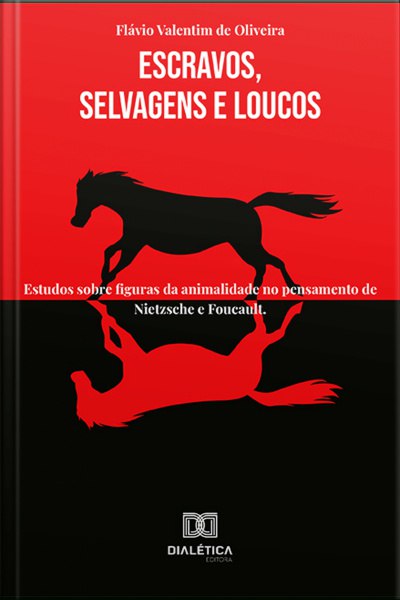 Flávio Valentim de Oliveira
ESCRAVOS,
SELVAGENS E LOUCOS
Estudos sobre figuras da animalidade no pensamento de
Nietzsche e Foucault.
DIALÉTICA
EDITORA